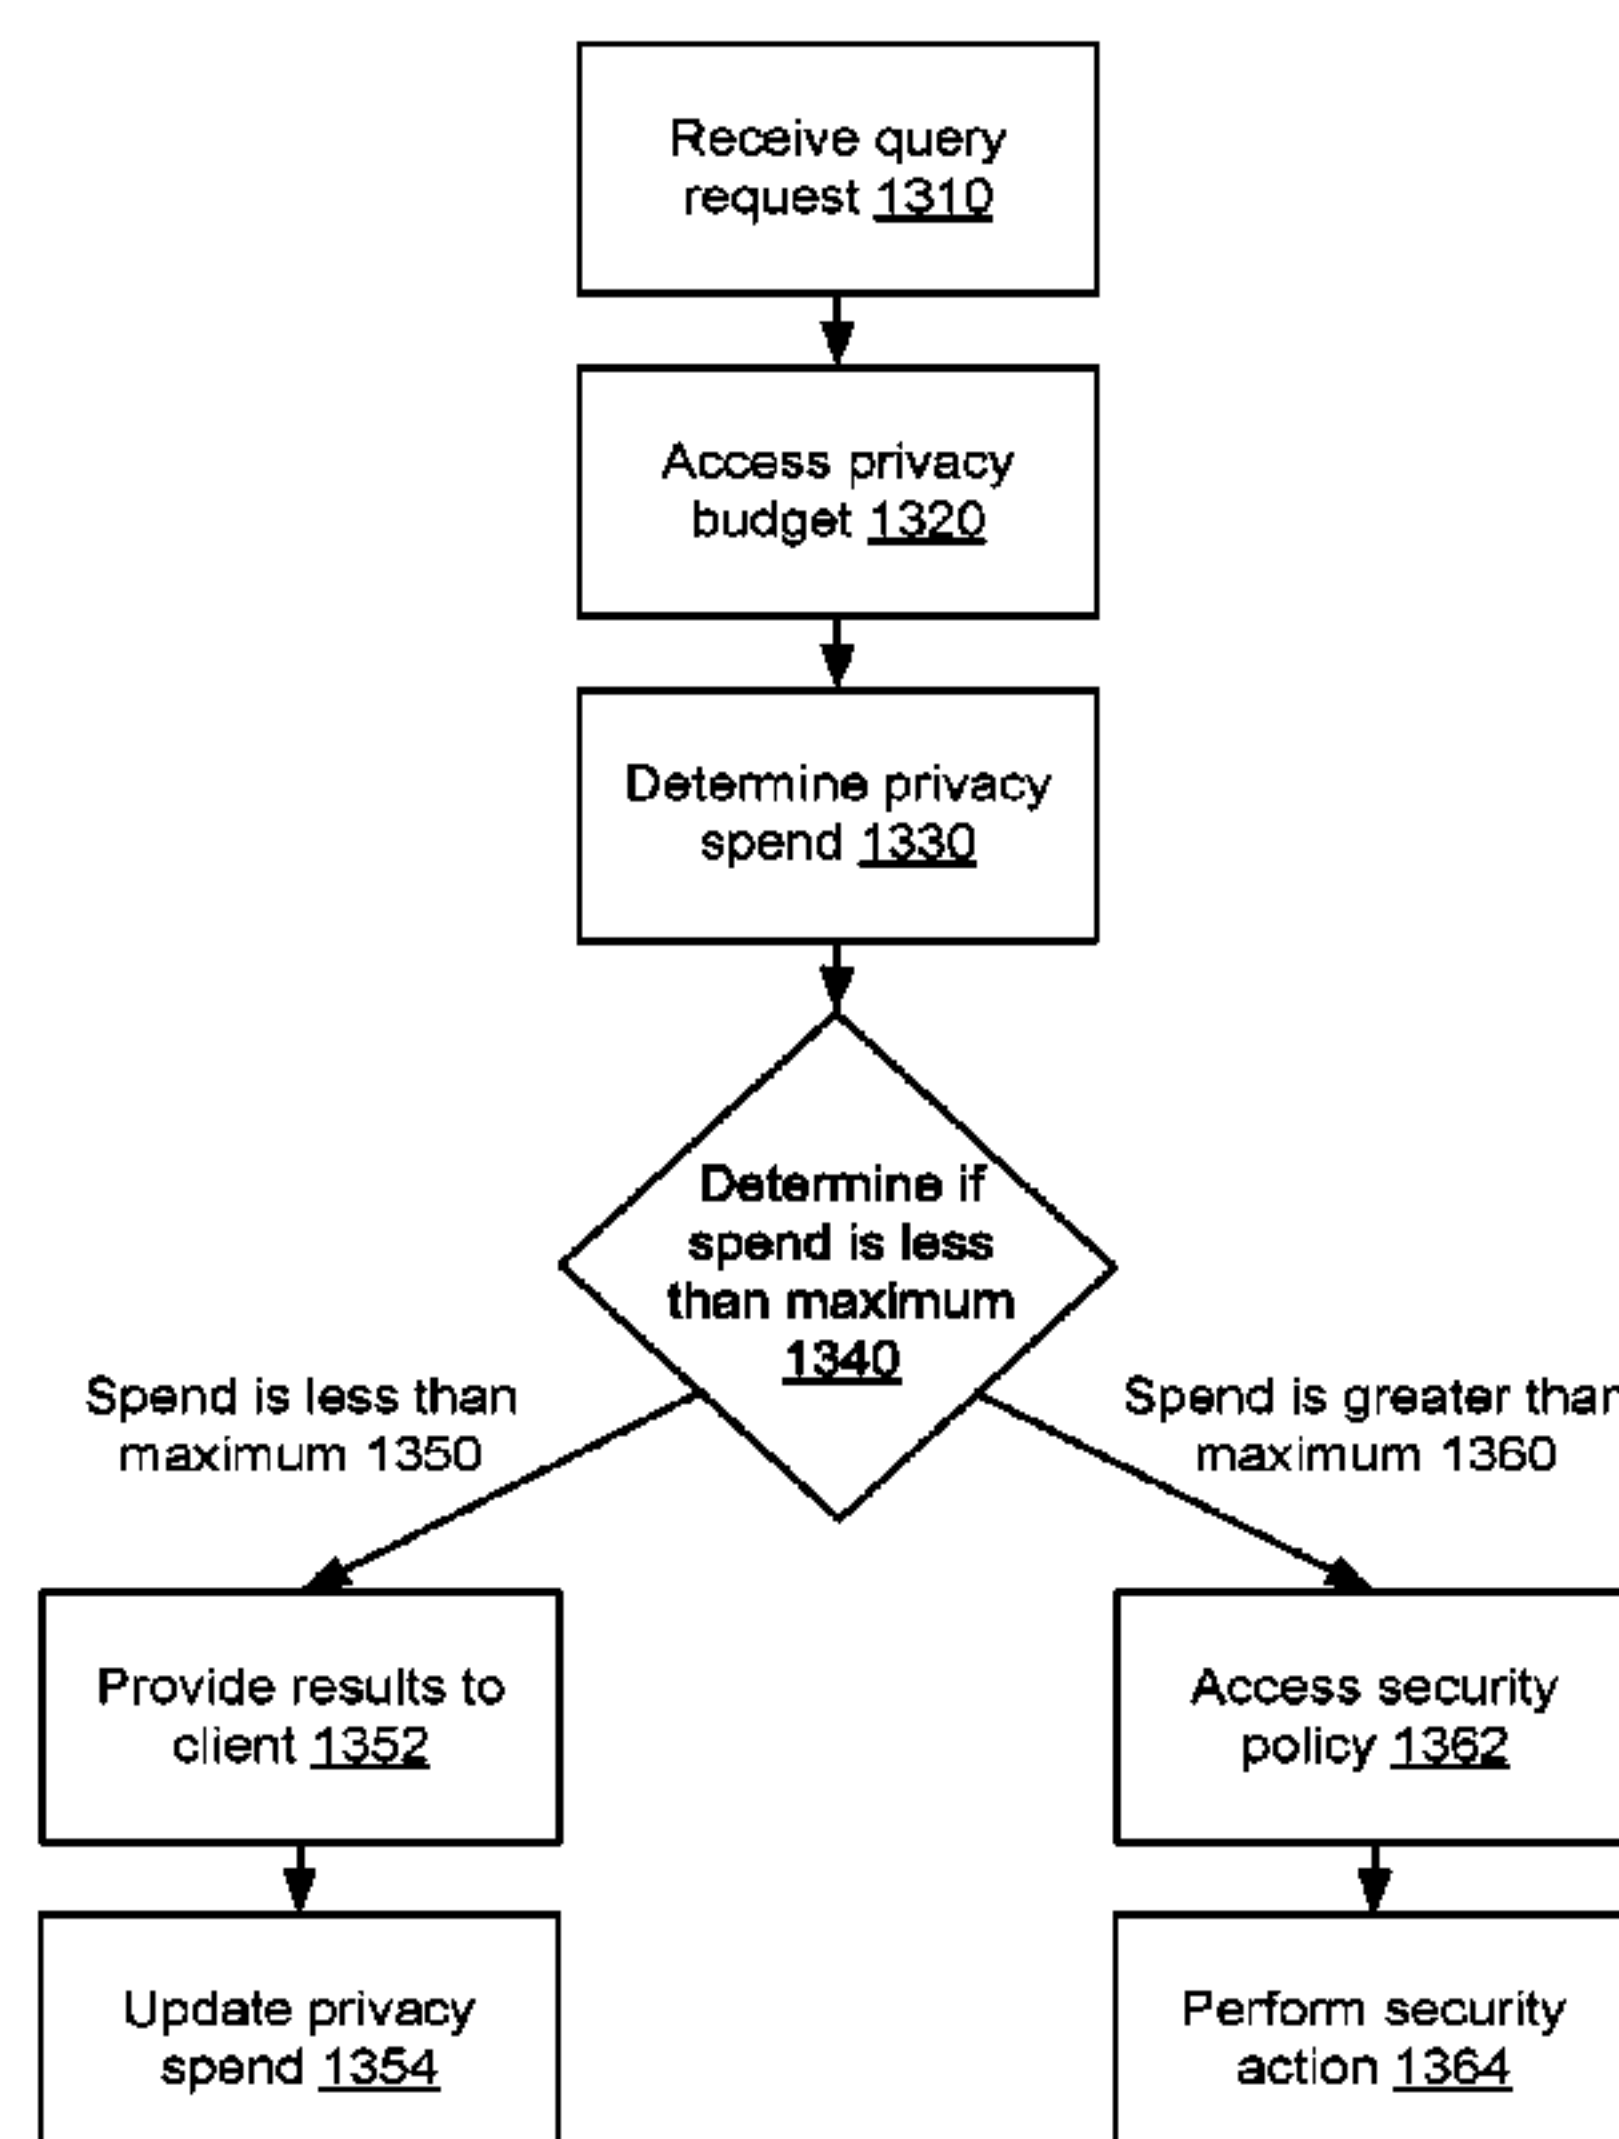 Receive query
request 1310
Access privacy
budget 1320
Determine privacy
spend 1330
Determine if
spend is less
than maximum
1340
Spend is less than
maximum 1350
Spend is greater than
maximum 1360
Provide results to
client 1352
Access security
policy 1362
Update privacy
spend 1354
Perform security
action 1364